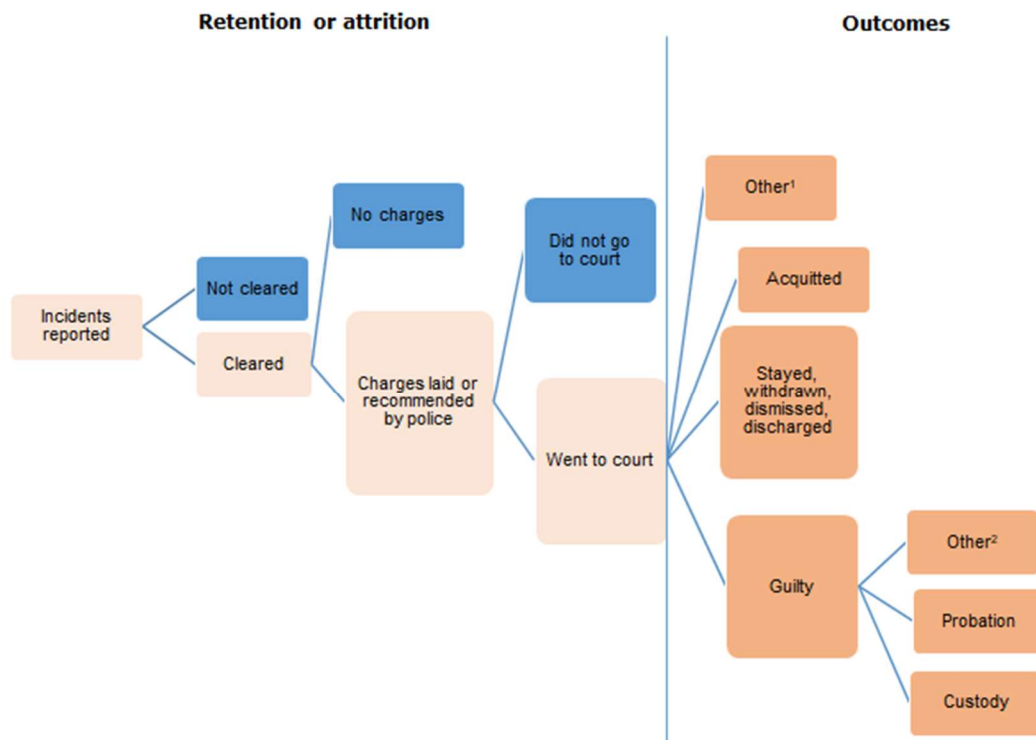 Retention or attrition
Outcomes
Incidents
reported
Not cleared
Cleared
No charges
Charges laid or
recommended
by police
Did not go
to court
Went to court
Other¹
Acquitted
Stayed,
withdrawn,
dismissed,
discharged
Guilty
Other²
Probation
Custody